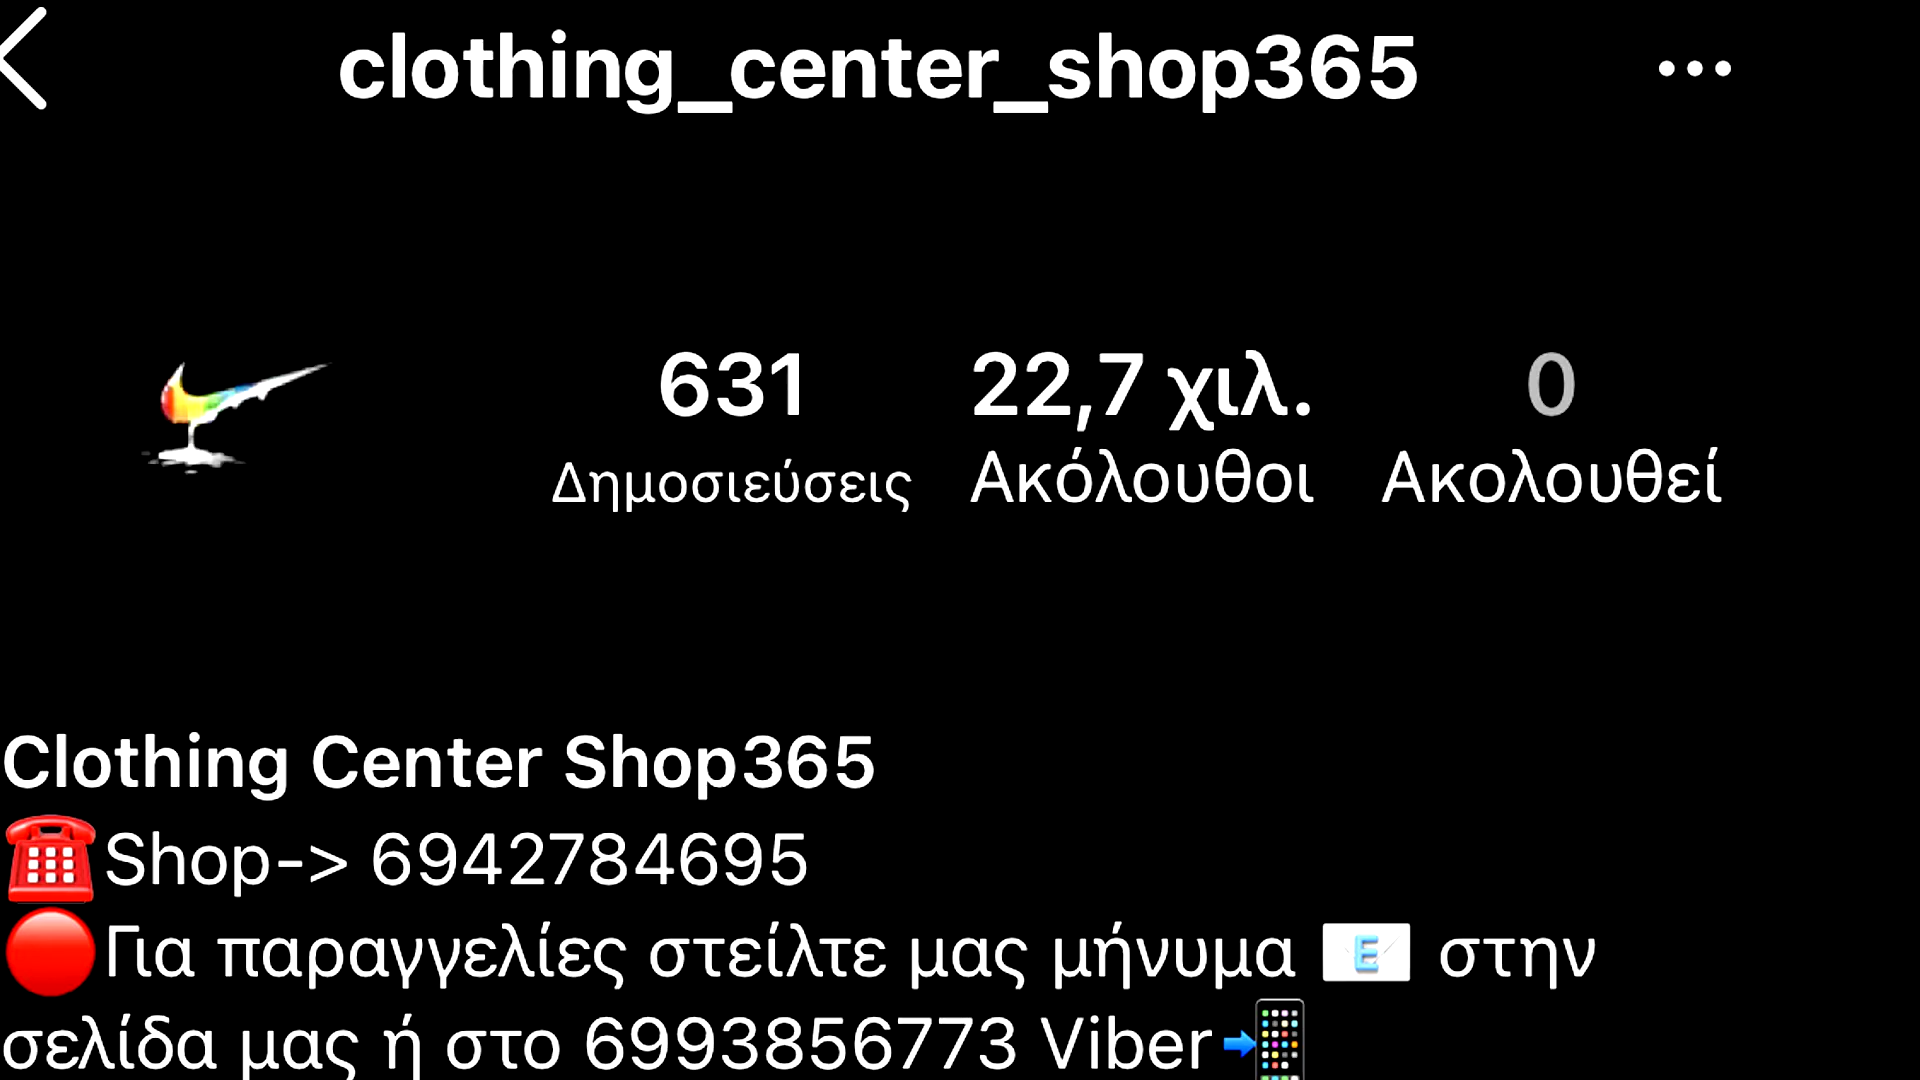 clothing_center_shop365
631 22,7 χιλ. 0
Δημοσιεύσεις Ακόλουθοι Ακολουθεί
Clothing Center Shop365
☎️Shop-> 6942784695
🔴Για παραγγελίες στείλτε μας μήνυμα 📧 στην
σελίδα μας ή στο 6993856773 Viber📲